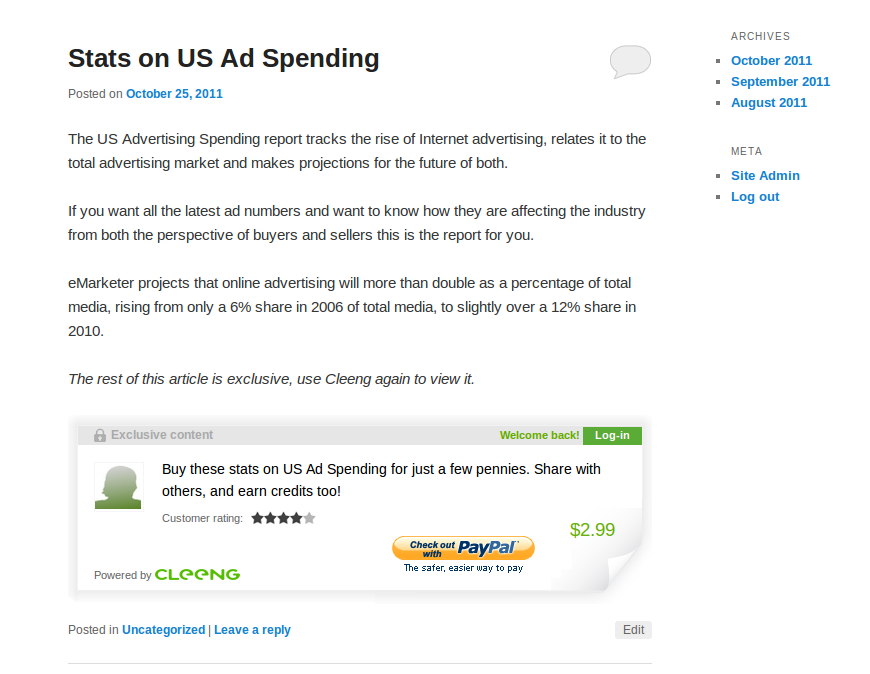 Stats on US Ad Spending
Posted on October 25, 2011
The US Advertising Spending report tracks the rise of Internet advertising, relates it to the
total advertising market and makes projections for the future of both.
If you want all the latest ad numbers and want to know how they are affecting the industry
from both the perspective of buyers and sellers this is the report for you.
eMarketer projects that online advertising will more than double as a percentage of total
media, rising from only a 6% share in 2006 of total media, to slightly over a 12% share in
2010.
The rest of this article is exclusive, use Cleeng again to view it.
Exclusive content
Welcome back! Log-in
Buy these stats on US Ad Spending for just a few pennies. Share with
others, and earn credits too!
Customer rating:
$2.99
Check out
with PayPal™
The safer, easier way to pay
Powered by CLEENG
Posted in Uncategorized | Leave a reply
Edit
ARCHIVES
October 2011
September 2011
August 2011
META
Site Admin
Log out